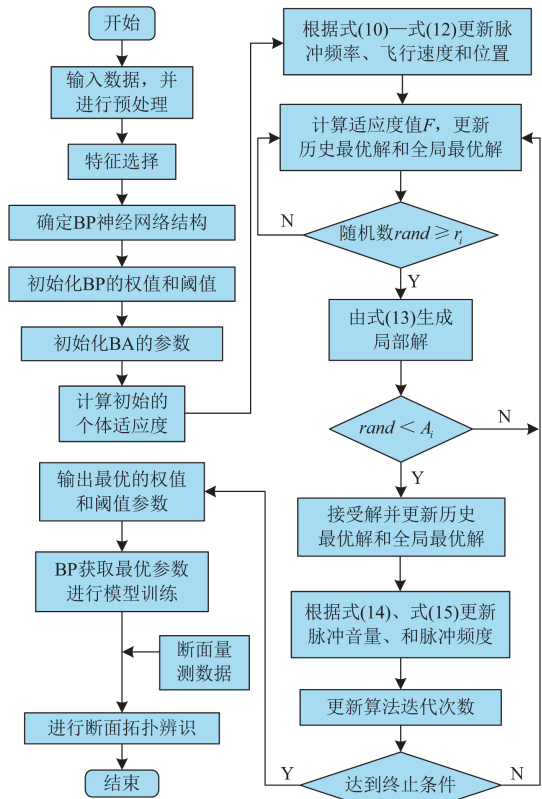 开始
输入数据，并
进行预处理
特征选择
确定BP神经网络结构
初始化BP的权值和阈值
初始化BA的参数
计算初始的
个体适应度
根据式(10)—式(12)更新脉
冲频率、飞行速度和位置
计算适应度值F，更新
历史最优解和全局最优解
N
随机数rand ≥ rᵢ
Y
由式(13)生成
局部解
rand < Aᵢ
N
Y
接受解并更新历史
最优解和全局最优解
根据式(14)、式(15)更新
脉冲音量、和脉冲频度
更新算法迭代次数
达到终止条件
Y
N
输出最优的权值
和阈值参数
BP获取最优参数
进行模型训练
断面量
测数据
进行断面拓扑辨识
结束